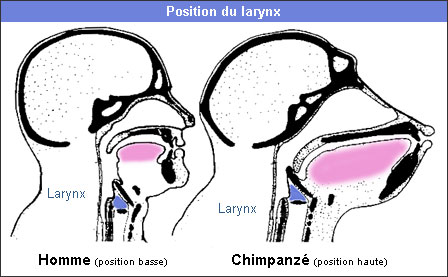 Position du larynx
Larynx
Larynx
Homme (position basse)
Chimpanzé (position haute)